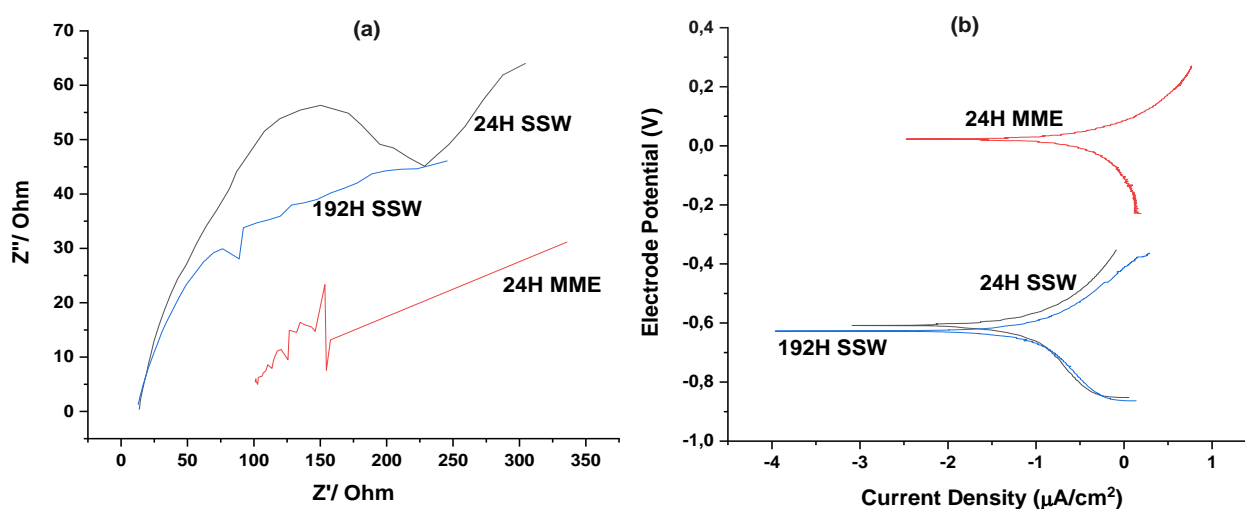 (a)
70
60
50
40
30
20
10
0
Z''/ Ohm
24H SSW
192H SSW
24H MME
0 50 100 150 200 250 300 350
Z'/ Ohm
(b)
0,4
0,2
0,0
-0,2
-0,4
-0,6
-0,8
-1,0
Electrode Potential (V)
24H MME
24H SSW
192H SSW
-4 -3 -2 -1 0 1
Current Density (μA/cm²)